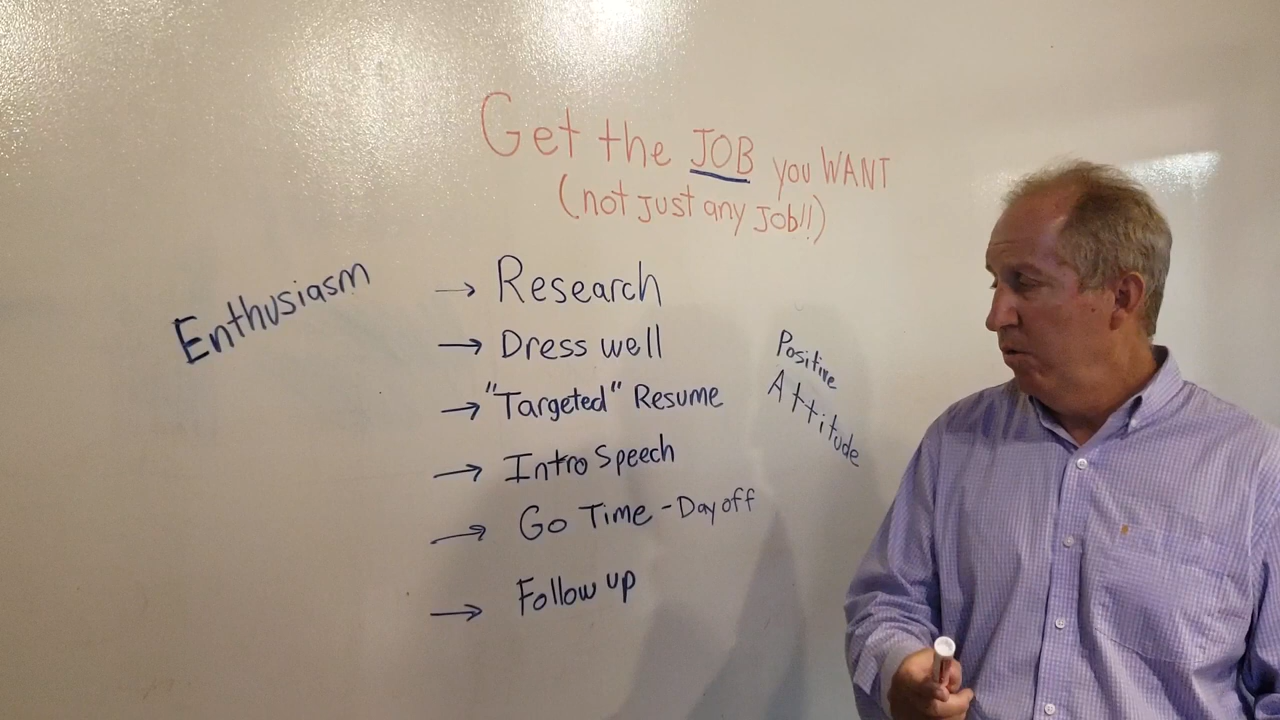 Get the JOB you WANT
(not just any Job!!)
Enthusiasm
→ Research
→ Dress well
→ "Targeted" Resume
→ Intro Speech
→ Go Time - Day off
→ Follow up
Positive
Attitude